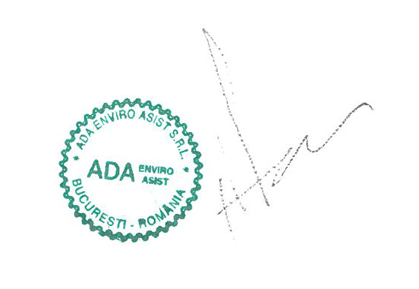 * ADA ENVIRO ASIST S.R.L. *
ADA ENVIRO
ASIST
BUCURESTI - ROMÂNIA